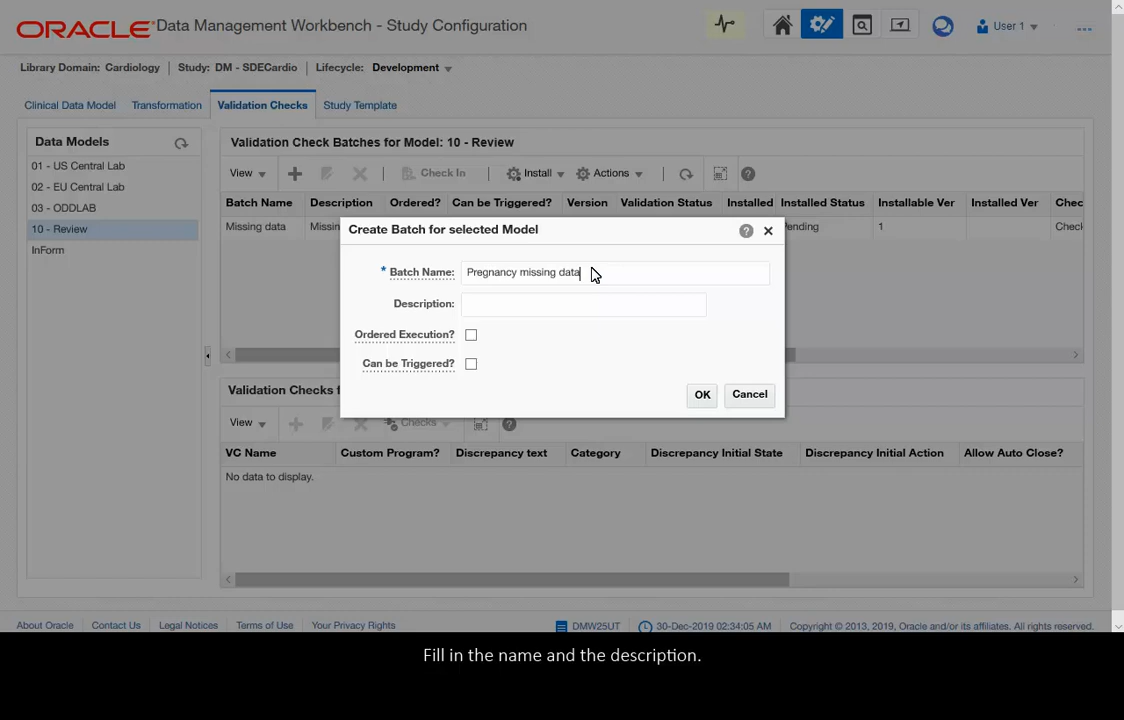 ORACLE Data Management Workbench - Study Configuration User 1
Library Domain: Cardiology Study: DM - SDECardio Lifecycle: Development
Clinical Data Model Transformation Validation Checks Study Template
Data Models
01 - US Central Lab
02 - EU Central Lab
03 - ODDLAB
10 - Review
InForm
Validation Check Batches for Model: 10 - Review
View Check In Install Actions
Batch Name Description Ordered? Can be Triggered? Version Validation Status Installed Installed Status Installable Ver Installed Ver Chec
Missing data Missin Pending 1 Check
Create Batch for selected Model
* Batch Name: Pregnancy missing data
Description:
Ordered Execution?
Can be Triggered?
OK Cancel
Validation Checks f
View Checks
VC Name Custom Program? Discrepancy text Category Discrepancy Initial State Discrepancy Initial Action Allow Auto Close?
No data to display.
About Oracle Contact Us Legal Notices Terms of Use Your Privacy Rights DMW25UT 30-Dec-2019 02:34:05 AM Copyright © 2013, 2019, Oracle and/or its affiliates. All rights reserved.
Fill in the name and the description.